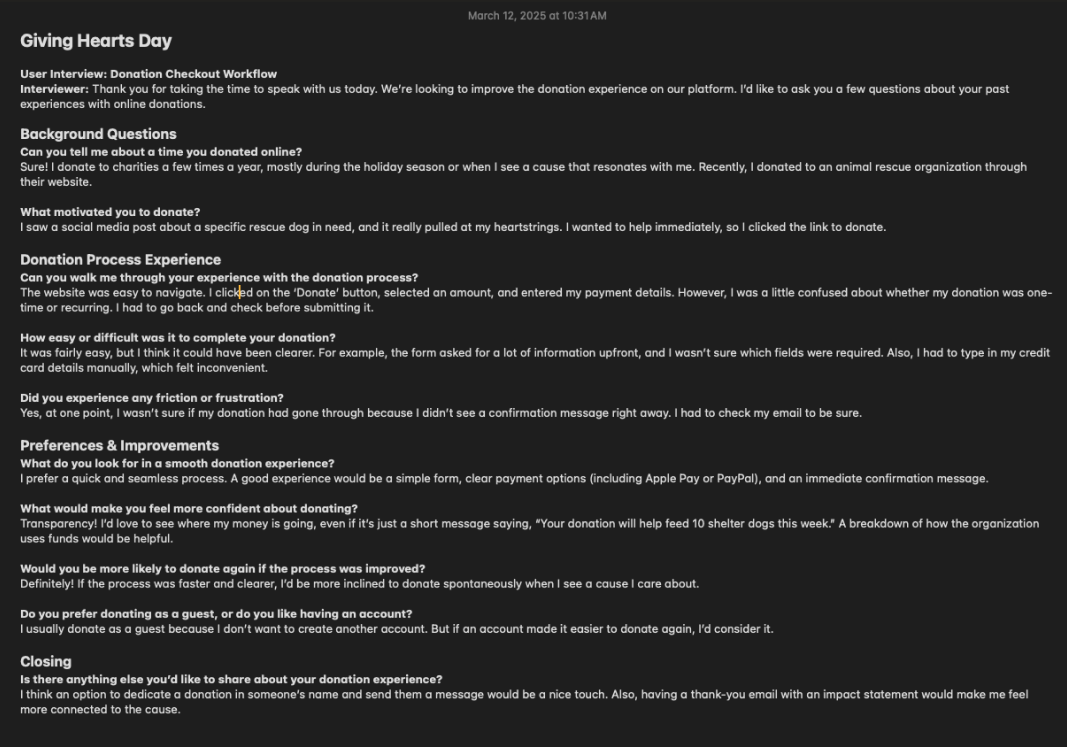 March 12, 2025 at 10:31 AM
Giving Hearts Day
User Interview: Donation Checkout Workflow
Interviewer: Thank you for taking the time to speak with us today. We're looking to improve the donation experience on our platform. I'd like to ask you a few questions about your past
experiences with online donations.
Background Questions
Can you tell me about a time you donated online?
Sure! I donate to charities a few times a year, mostly during the holiday season or when I see a cause that resonates with me. Recently, I donated to an animal rescue organization through
their website.
What motivated you to donate?
I saw a social media post about a specific rescue dog in need, and it really pulled at my heartstrings. I wanted to help immediately, so I clicked the link to donate.
Donation Process Experience
Can you walk me through your experience with the donation process?
The website was easy to navigate. I clicked on the 'Donate' button, selected an amount, and entered my payment details. However, I was a little confused about whether my donation was one-
time or recurring. I had to go back and check before submitting it.
How easy or difficult was it to complete your donation?
It was fairly easy, but I think it could have been clearer. For example, the form asked for a lot of information upfront, and I wasn't sure which fields were required. Also, I had to type in my credit
card details manually, which felt inconvenient.
Did you experience any friction or frustration?
Yes, at one point, I wasn't sure if my donation had gone through because I didn't see a confirmation message right away. I had to check my email to be sure.
Preferences & Improvements
What do you look for in a smooth donation experience?
I prefer a quick and seamless process. A good experience would be a simple form, clear payment options (including Apple Pay or PayPal), and an immediate confirmation message.
What would make you feel more confident about donating?
Transparency! I'd love to see where my money is going, even if it's just a short message saying, "Your donation will help feed 10 shelter dogs this week." A breakdown of how the organization
uses funds would be helpful.
Would you be more likely to donate again if the process was improved?
Definitely! If the process was faster and clearer, I'd be more inclined to donate spontaneously when I see a cause I care about.
Do you prefer donating as a guest, or do you like having an account?
I usually donate as a guest because I don't want to create another account. But if an account made it easier to donate again, I'd consider it.
Closing
Is there anything else you'd like to share about your donation experience?
I think an option to dedicate a donation in someone's name and send them a message would be a nice touch. Also, having a thank-you email with an impact statement would make me feel
more connected to the cause.